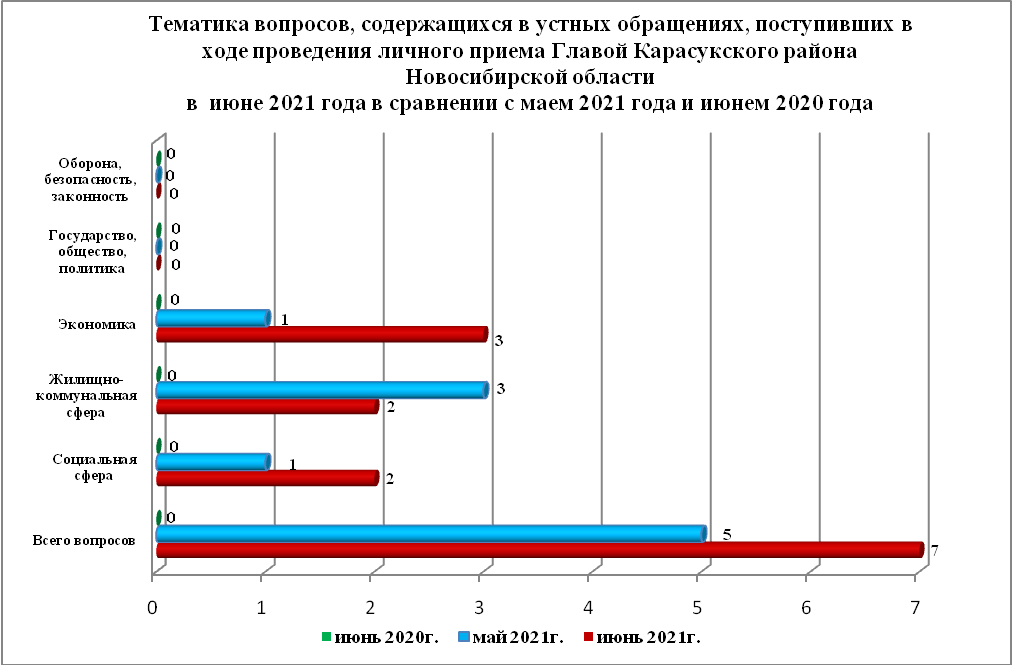 Тематика вопросов, содержащихся в устных обращениях, поступивших в
ходе проведения личного приема Главой Карасукского района
Новосибирской области
в июне 2021 года в сравнении с маем 2021 года и июнем 2020 года
Оборона,
безопасность,
законность
0
0
0
Государство,
общество,
политика
0
0
0
Экономика
0
1
3
Жилищно-
коммунальная
сфера
0
3
2
Социальная
сфера
0
1
2
Всего вопросов
0
5
7
0 1 2 3 4 5 6 7
июнь 2020г. май 2021г. июнь 2021г.